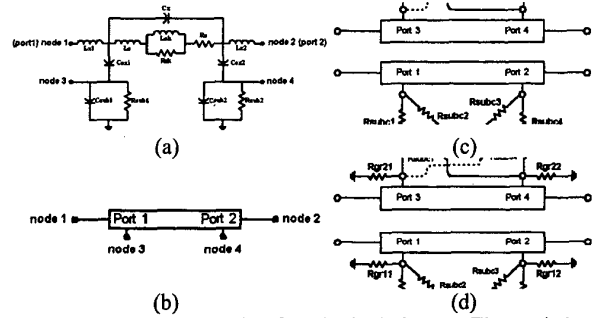 Cs
(port1) node 1
Ls1
Ls
Lsk
Rsk
Rs
Ls2
node 2 (port 2)
Cox1
Cox2
node 3
node 4
Csub1
Rsub1
Csub2
Rsub2
(a)
node 1
Port 1
Port 2
node 2
node 3
node 4
(b)
Port 3
Port 4
Port 1
Port 2
Rsubc1
Rsubc2
Rsubc3
Rsubc4
(c)
Rgr21
Rgr22
Port 3
Port 4
Port 1
Port 2
Rgr11
Rsubc2
Rsubc3
Rgr12
(d)